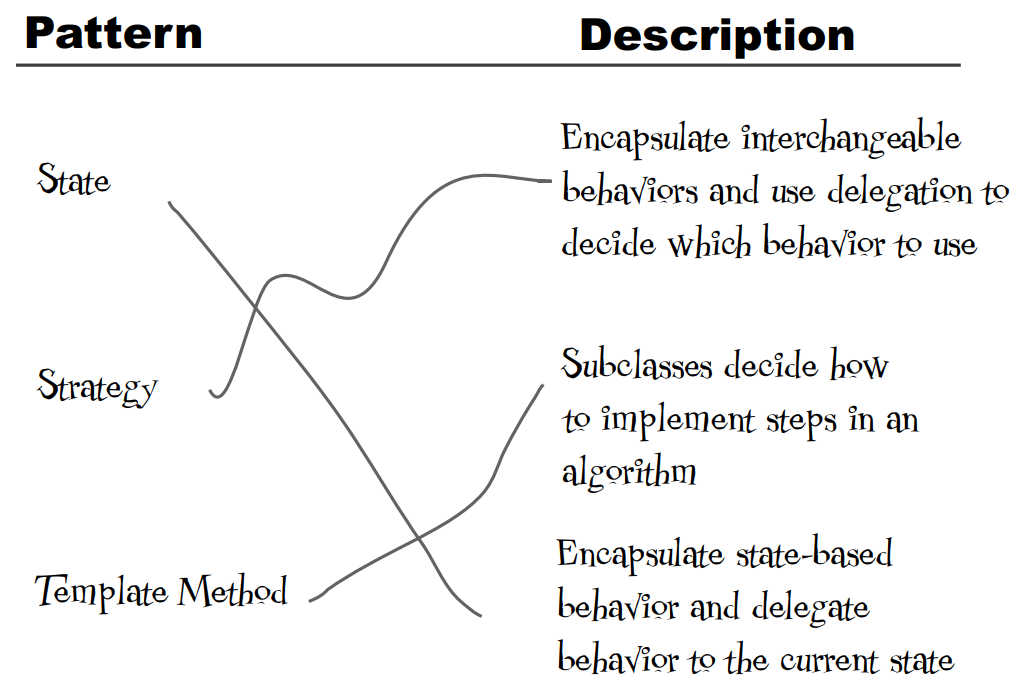 Pattern
Description
State
Encapsulate interchangeable
behaviors and use delegation to
decide which behavior to use
Strategy
Subclasses decide how
to implement steps in an
algorithm
Template Method
Encapsulate state-based
behavior and delegate
behavior to the current state